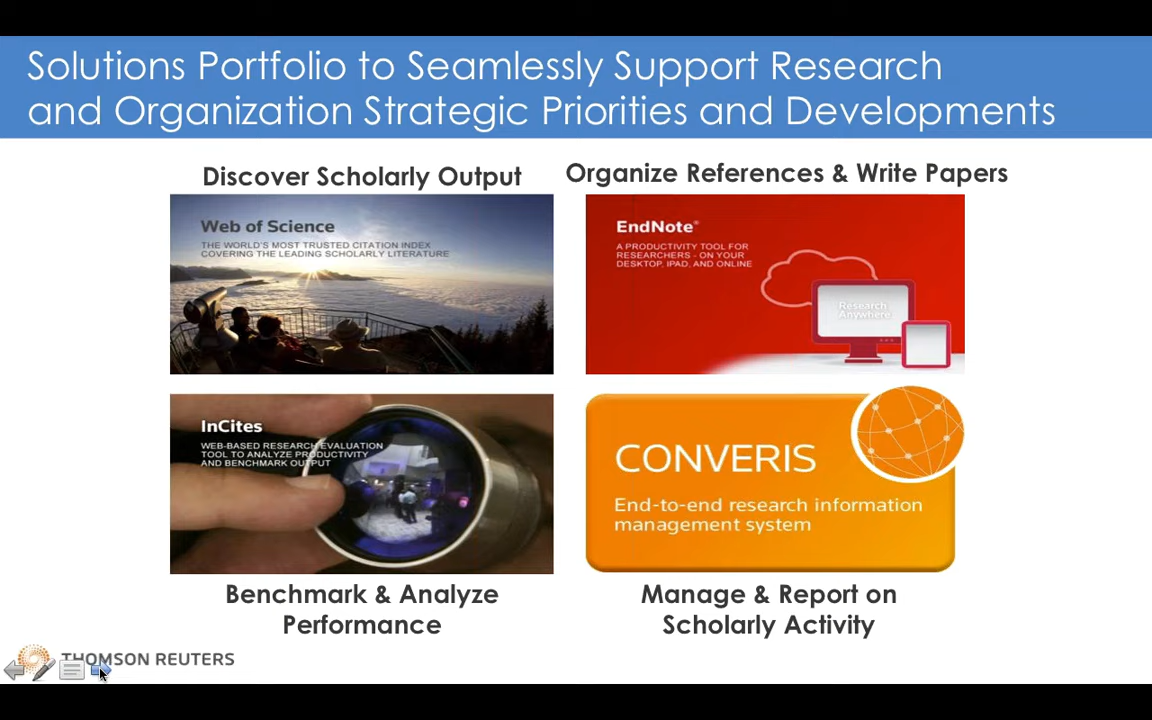 Solutions Portfolio to Seamlessly Support Research
and Organization Strategic Priorities and Developments
Discover Scholarly Output
Organize References & Write Papers
Web of Science
THE WORLD'S MOST TRUSTED CITATION INDEX
COVERING THE LEADING SCHOLARLY LITERATURE
EndNote®
A PRODUCTIVITY TOOL FOR
RESEARCHERS - ON YOUR
DESKTOP, IPAD, AND ONLINE
Research
Anywhere
InCites
WEB-BASED RESEARCH EVALUATION
TOOL TO ANALYZE PRODUCTIVITY
AND BENCHMARK OUTPUT
CONVERIS
End-to-end research information
management system
Benchmark & Analyze
Performance
Manage & Report on
Scholarly Activity
THOMSON REUTERS